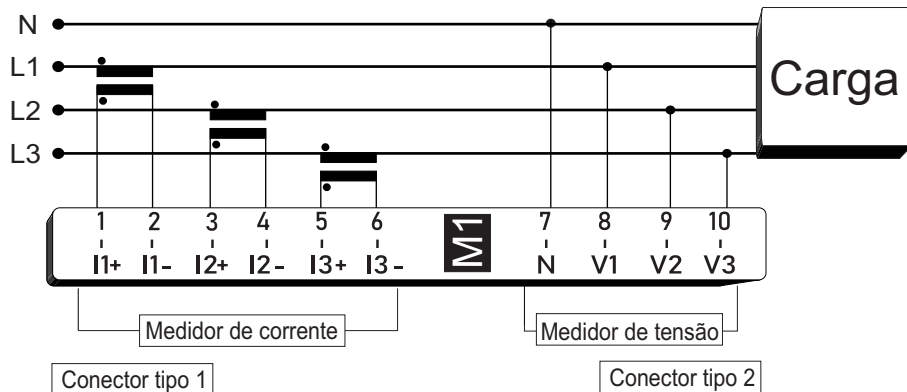 N
L1
L2
L3
Carga
1 2 3 4 5 6 7 8 9 10
- - - - - - - - - -
I1+ I1- I2+ I2- I3+ I3- M1 N V1 V2 V3
Medidor de corrente Medidor de tensão
Conector tipo 1 Conector tipo 2